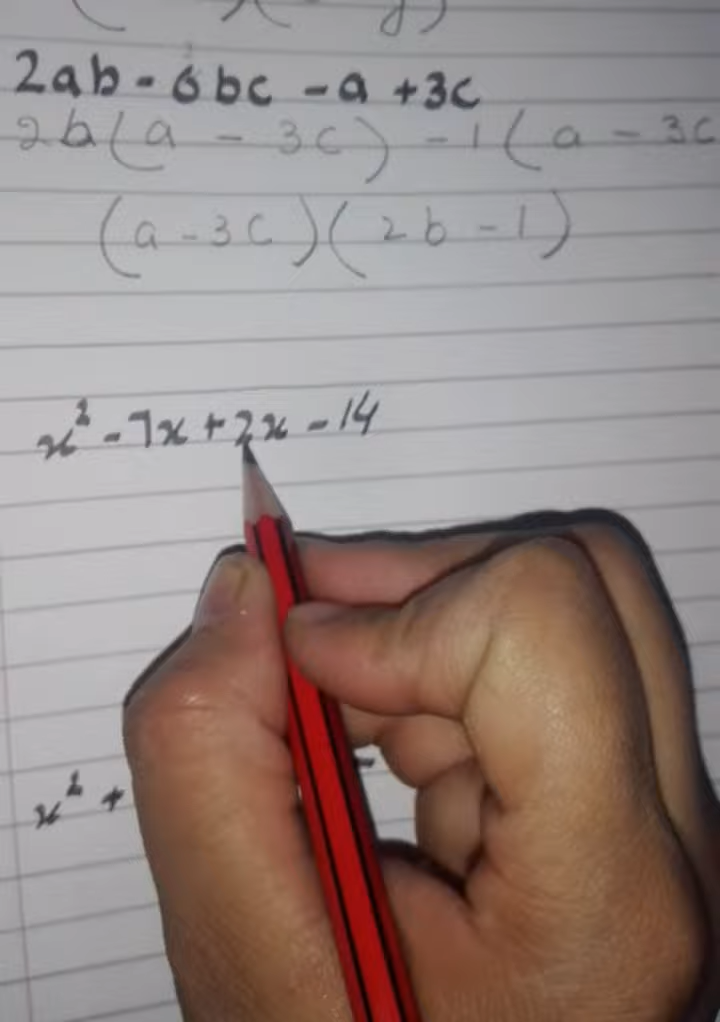 2ab - 6bc - a + 3c
2b(a - 3c) - 1(a - 3c
(a - 3c)(2b - 1)
x² - 7x + 2x - 14
x² +